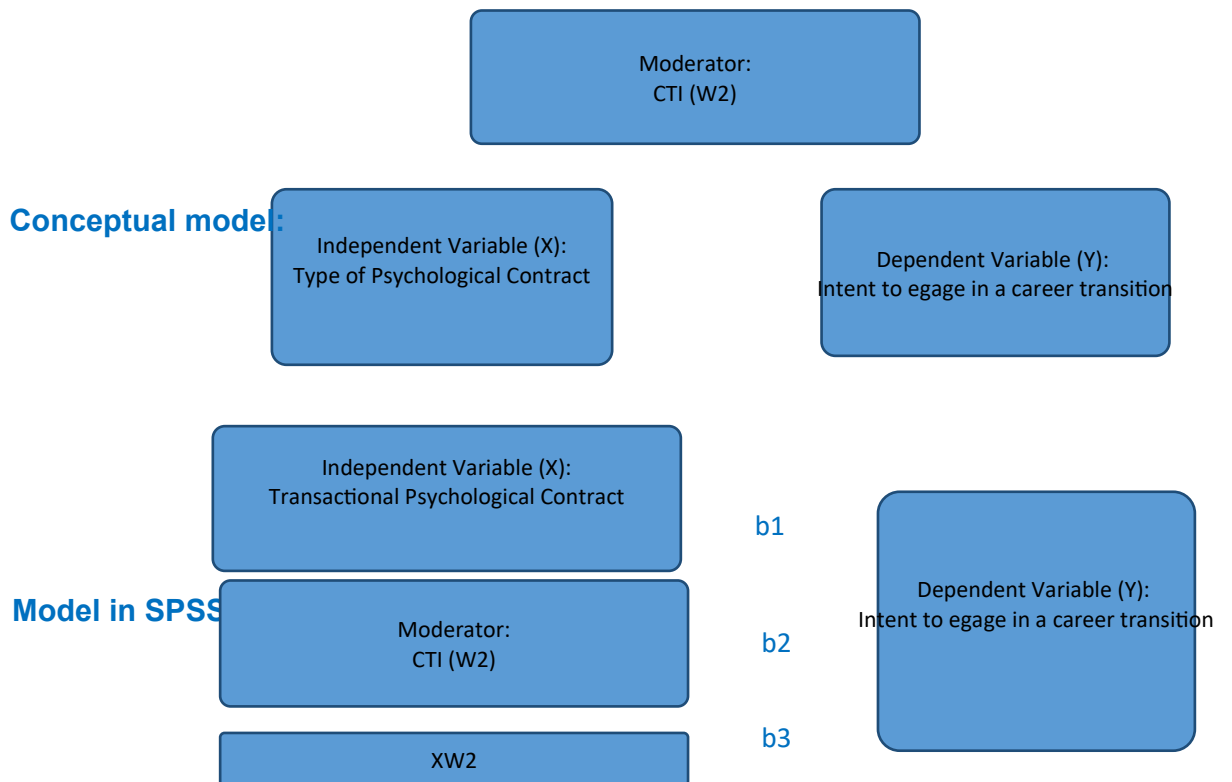 Moderator:
CTI (W2)
Conceptual model:
Independent Variable (X):
Type of Psychological Contract
Dependent Variable (Y):
Intent to egage in a career transition
Independent Variable (X):
Transactional Psychological Contract
b1
Model in SPSS
Moderator:
CTI (W2)
b2
Dependent Variable (Y):
Intent to egage in a career transition
b3
XW2